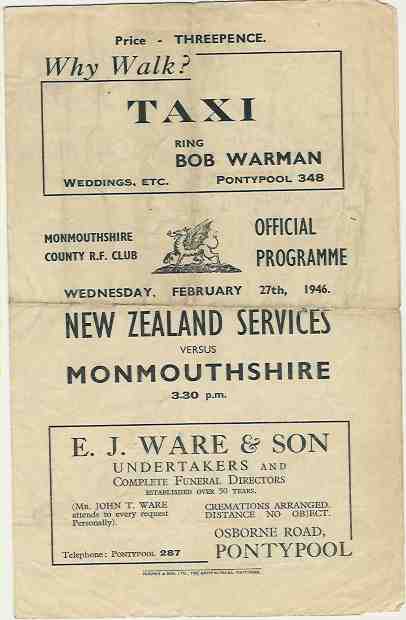 Price - THREEPENCE.
Why Walk?
TAXI
RING
BOB WARMAN
WEDDINGS, ETC. PONTYPOOL 348
MONMOUTHSHIRE
COUNTY R.F. CLUB
OFFICIAL
PROGRAMME
WEDNESDAY, FEBRUARY 27th, 1946.
NEW ZEALAND SERVICES
VERSUS
MONMOUTHSHIRE
3.30 p.m.
E. J. WARE & SON
UNDERTAKERS AND
COMPLETE FUNERAL DIRECTORS
ESTABLISHED OVER 50 YEARS.
(MR. JOHN T. WARE
attends to every request
Personally).
CREMATIONS ARRANGED.
DISTANCE NO OBJECT.
OSBORNE ROAD,
Telephone: PONTYPOOL 287
PONTYPOOL